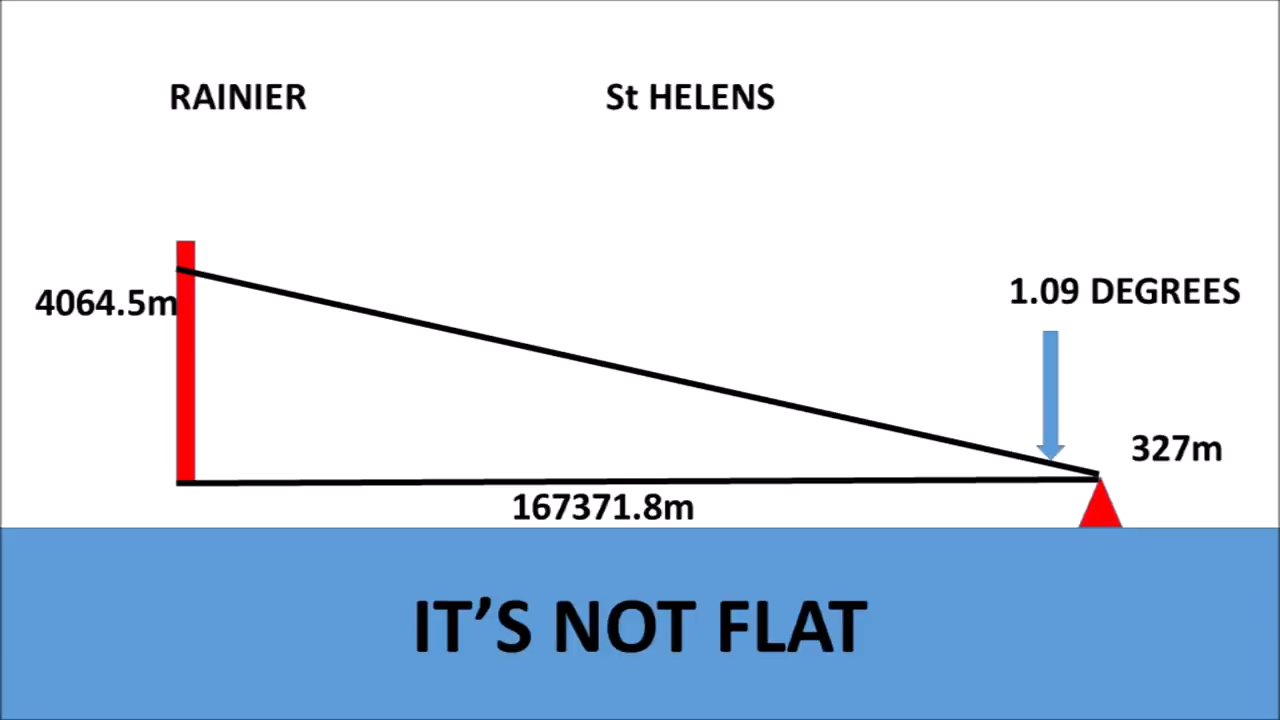 RAINIER
St HELENS
4064.5m
1.09 DEGREES
327m
167371.8m
IT'S NOT FLAT